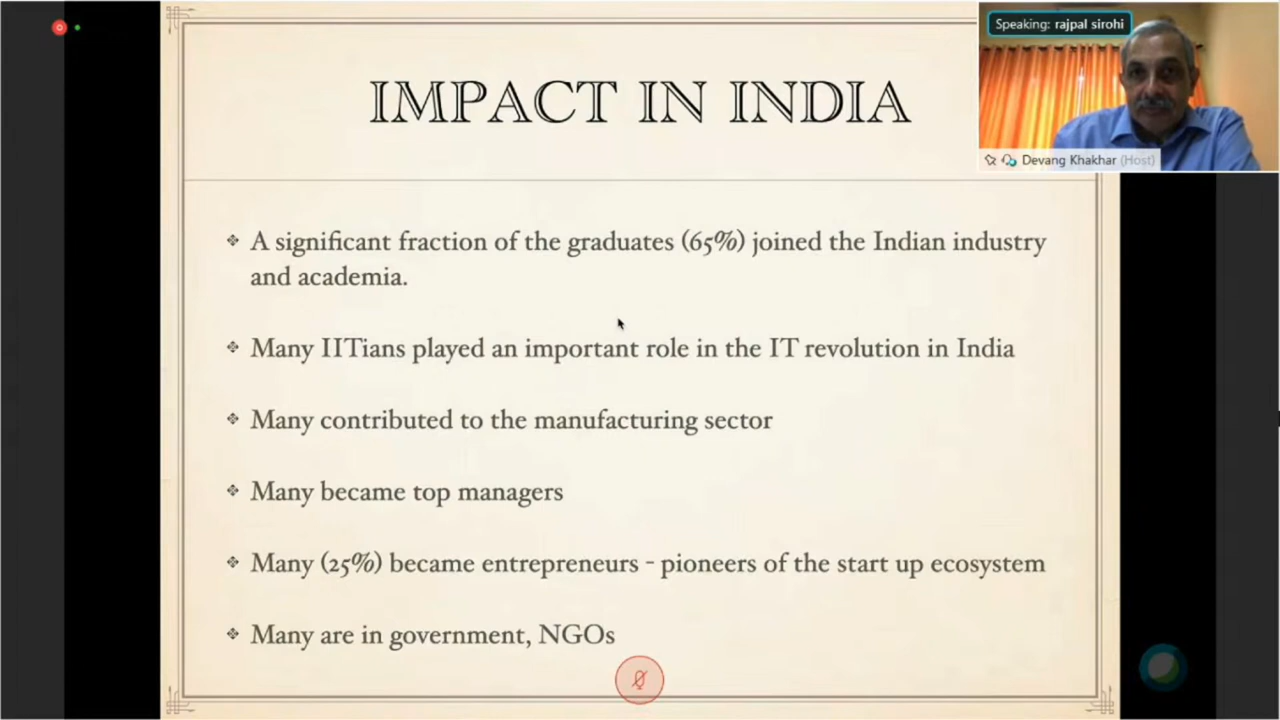 Speaking: rajpal sirohi
Devang Khakhar (Host)
IMPACT IN INDIA
❖ A significant fraction of the graduates (65%) joined the Indian industry
and academia.
❖ Many IITians played an important role in the IT revolution in India
❖ Many contributed to the manufacturing sector
❖ Many became top managers
❖ Many (25%) became entrepreneurs - pioneers of the start up ecosystem
❖ Many are in government, NGOs